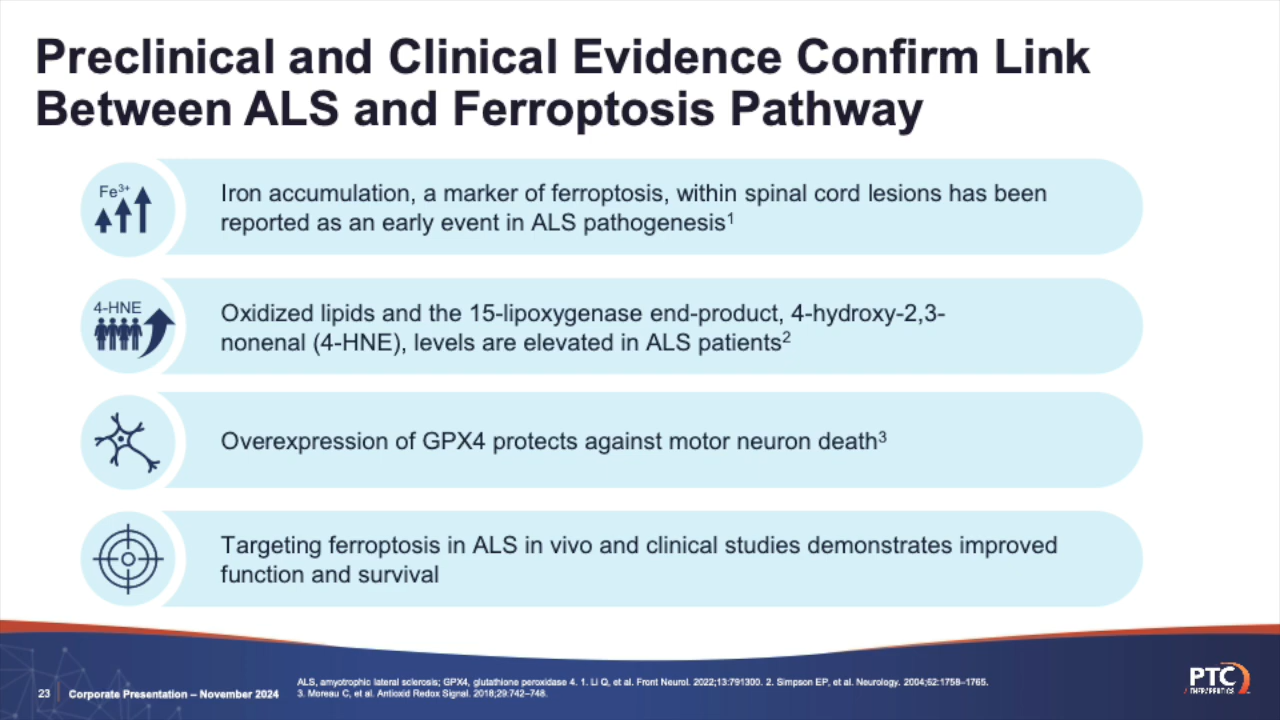 Preclinical and Clinical Evidence Confirm Link
Between ALS and Ferroptosis Pathway
Fe³⁺
Iron accumulation, a marker of ferroptosis, within spinal cord lesions has been
reported as an early event in ALS pathogenesis¹
4-HNE
Oxidized lipids and the 15-lipoxygenase end-product, 4-hydroxy-2,3-
nonenal (4-HNE), levels are elevated in ALS patients²
Overexpression of GPX4 protects against motor neuron death³
Targeting ferroptosis in ALS in vivo and clinical studies demonstrates improved
function and survival
23
Corporate Presentation – November 2024
ALS, amyotrophic lateral sclerosis; GPX4, glutathione peroxidase 4. 1. Li Q, et al. Front Neurol. 2022;13:791300. 2. Simpson EP, et al. Neurology. 2004;62:1758–1765.
3. Moreau C, et al. Antioxid Redox Signal. 2018;29:742–748.
PTC
THERAPEUTICS